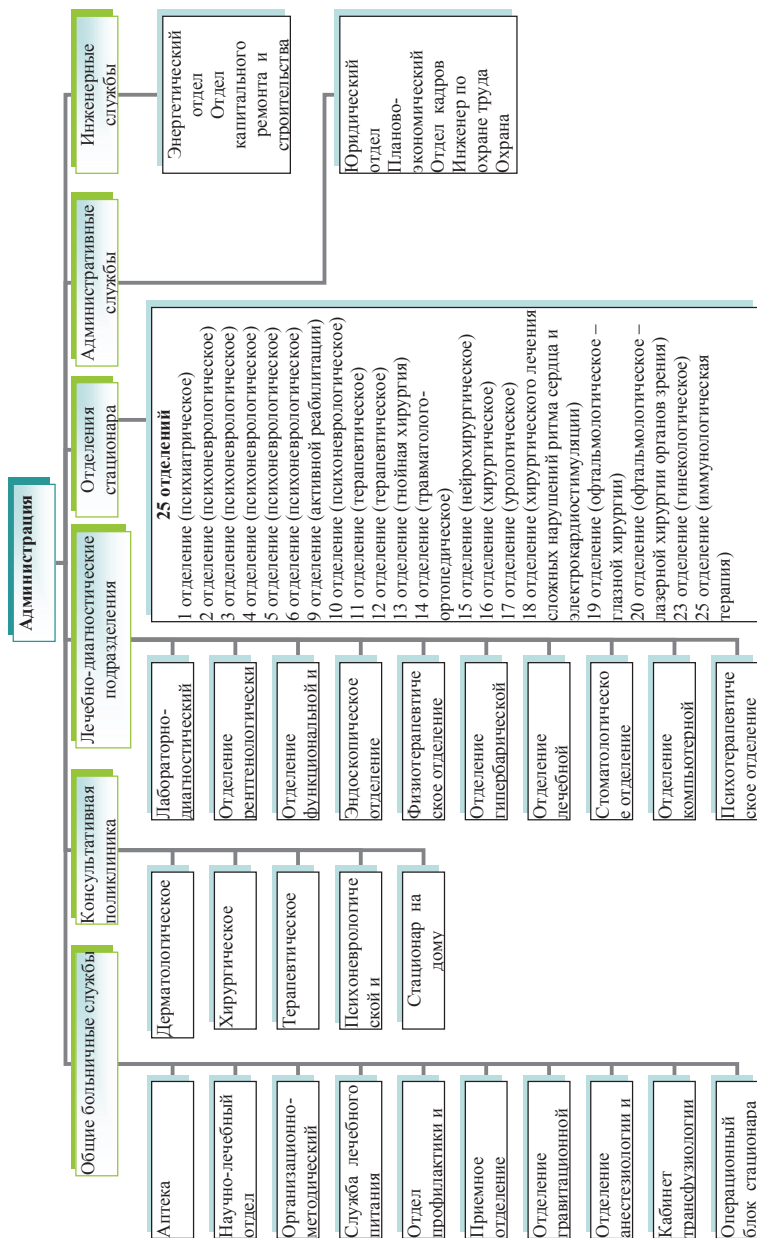 Администрация
Общие больничные службы
Консультативная
поликлиника
Лечебно-диагностические
подразделения
Отделения
стационара
Административные
службы
Инженерные
службы
Аптека
Научно-лечебный
отдел
Организационно-
методический
Служба лечебного
питания
Отдел
профилактики и
Приемное
отделение
Отделение
гравитационной
Отделение
анестезиологии и
Кабинет
трансфузиологии
Операционный
блок стационара
Дерматологическое
Хирургическое
Терапевтическое
Психоневрологиче
ской и
Стационар на
дому
Лабораторно-
диагностический
Отделение
рентгенологически
Отделение
функциональной и
Эндоскопическое
отделение
Физиотерапевтиче
ское отделение
Отделение
гипербарической
Отделение
лечебной
Стоматологическо
е отделение
Отделение
компьютерной
Психотерапевтиче
ское отделение
25 отделений
1 отделение (психиатрическое)
2 отделение (психоневрологическое)
3 отделение (психоневрологическое)
4 отделение (психоневрологическое)
5 отделение (психоневрологическое)
6 отделение (психоневрологическое)
9 отделение (активной реабилитации)
10 отделение (психоневрологическое)
11 отделение (терапевтическое)
12 отделение (терапевтическое)
13 отделение (гнойная хирургия)
14 отделение (травматолого-
ортопедическое)
15 отделение (нейрохирургическое)
16 отделение (хирургическое)
17 отделение (урологическое)
18 отделение (хирургического лечения
сложных нарушений ритма сердца и
электрокардиостимуляции)
19 отделение (офтальмологическое –
глазной хирургии)
20 отделение (офтальмологическое –
лазерной хирургии органов зрения)
23 отделение (гинекологическое)
25 отделение (иммунологическая
терапия)
Юридический
отдел
Планово-
экономический
Отдел кадров
Инженер по
охране труда
Охрана
Энергетический
отдел
Отдел
капитального
ремонта и
строительства